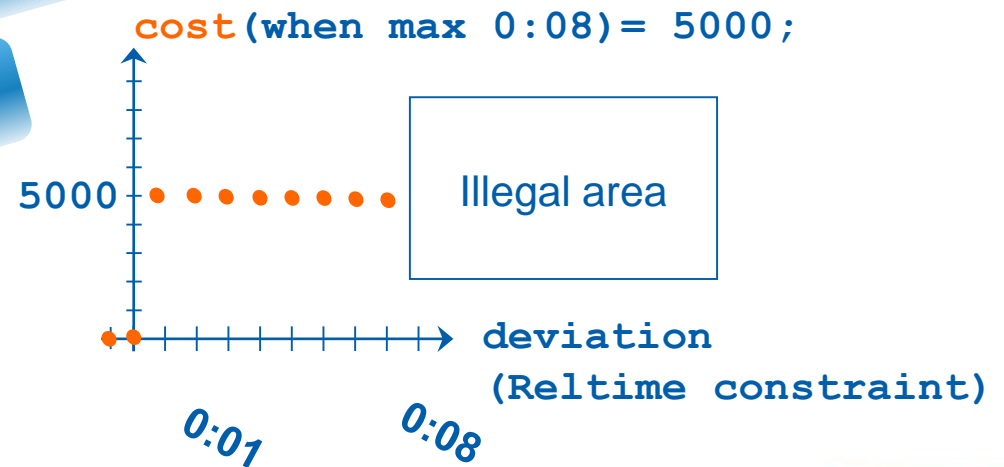 cost(when max 0:08)= 5000;
5000
Illegal area
deviation
(Reltime constraint)
0:01
0:08